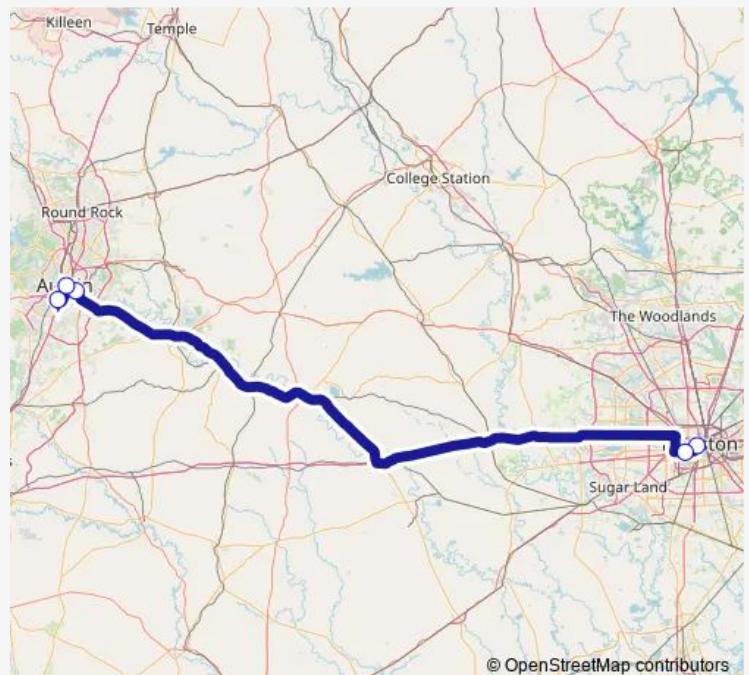 Killeen
Temple
College Station
Round Rock
The Woodlands
Sugar Land
© OpenStreetMap contributors